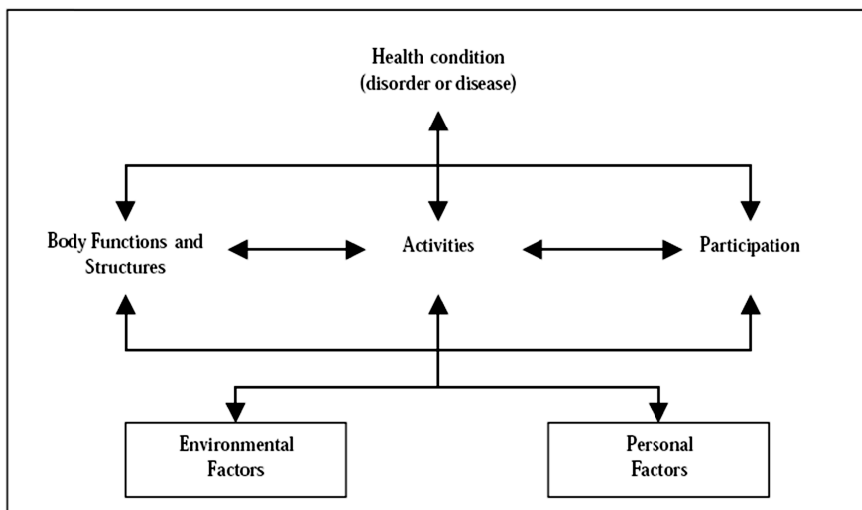 Health condition
(disorder or disease)
Body Functions and
Structures
Activities
Participation
Environmental
Factors
Personal
Factors